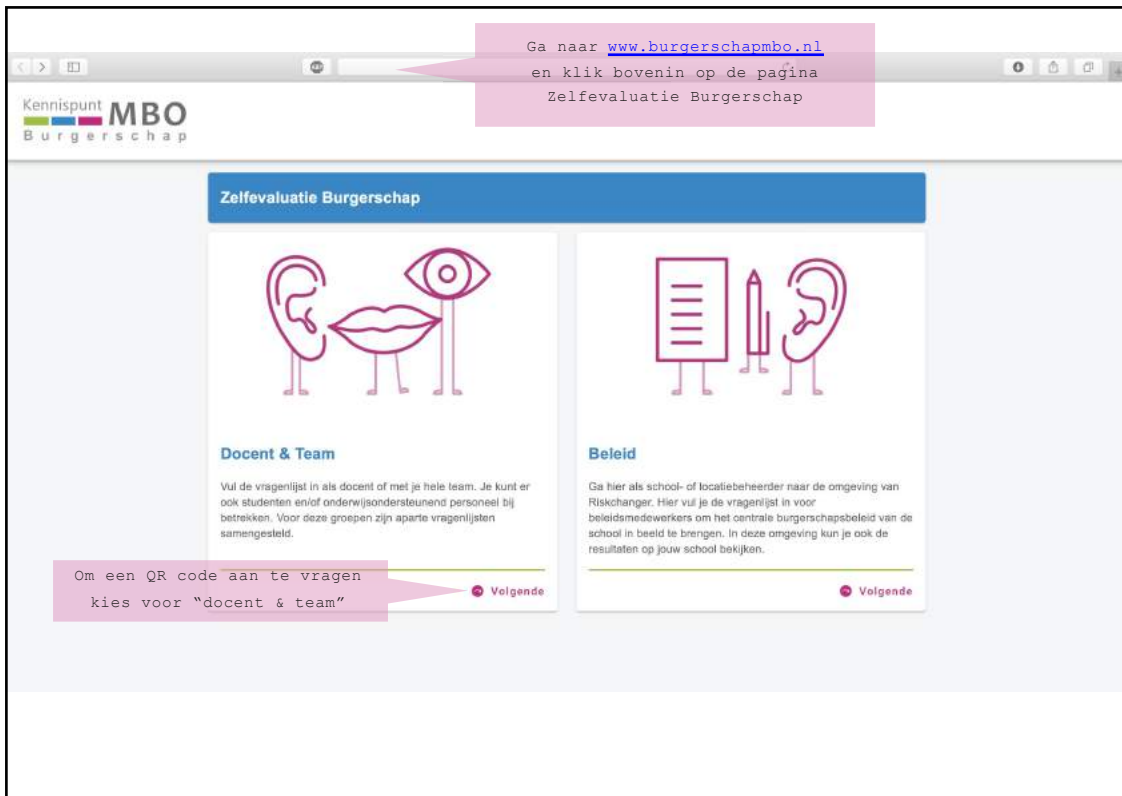 Ga naar www.burgerschapmbo.nl
en klik bovenin op de pagina
Zelfevaluatie Burgerschap
Kennispunt MBO
Burgerschap
Zelfevaluatie Burgerschap
Docent & Team
Vul de vragenlijst in als docent of met je hele team. Je kunt er
ook studenten en/of onderwijsondersteunend personeel bij
betrekken. Voor deze groepen zijn aparte vragenlijsten
samengesteld.
Volgende
Om een QR code aan te vragen
kies voor “docent & team”
Beleid
Ga hier als school- of locatiebeheerder naar de omgeving van
Riskchanger. Hier vul je de vragenlijst in voor
beleidsmedewerkers om het centrale burgerschapsbeleid van de
school in beeld te brengen. In deze omgeving kun je ook de
resultaten op jouw school bekijken.
Volgende